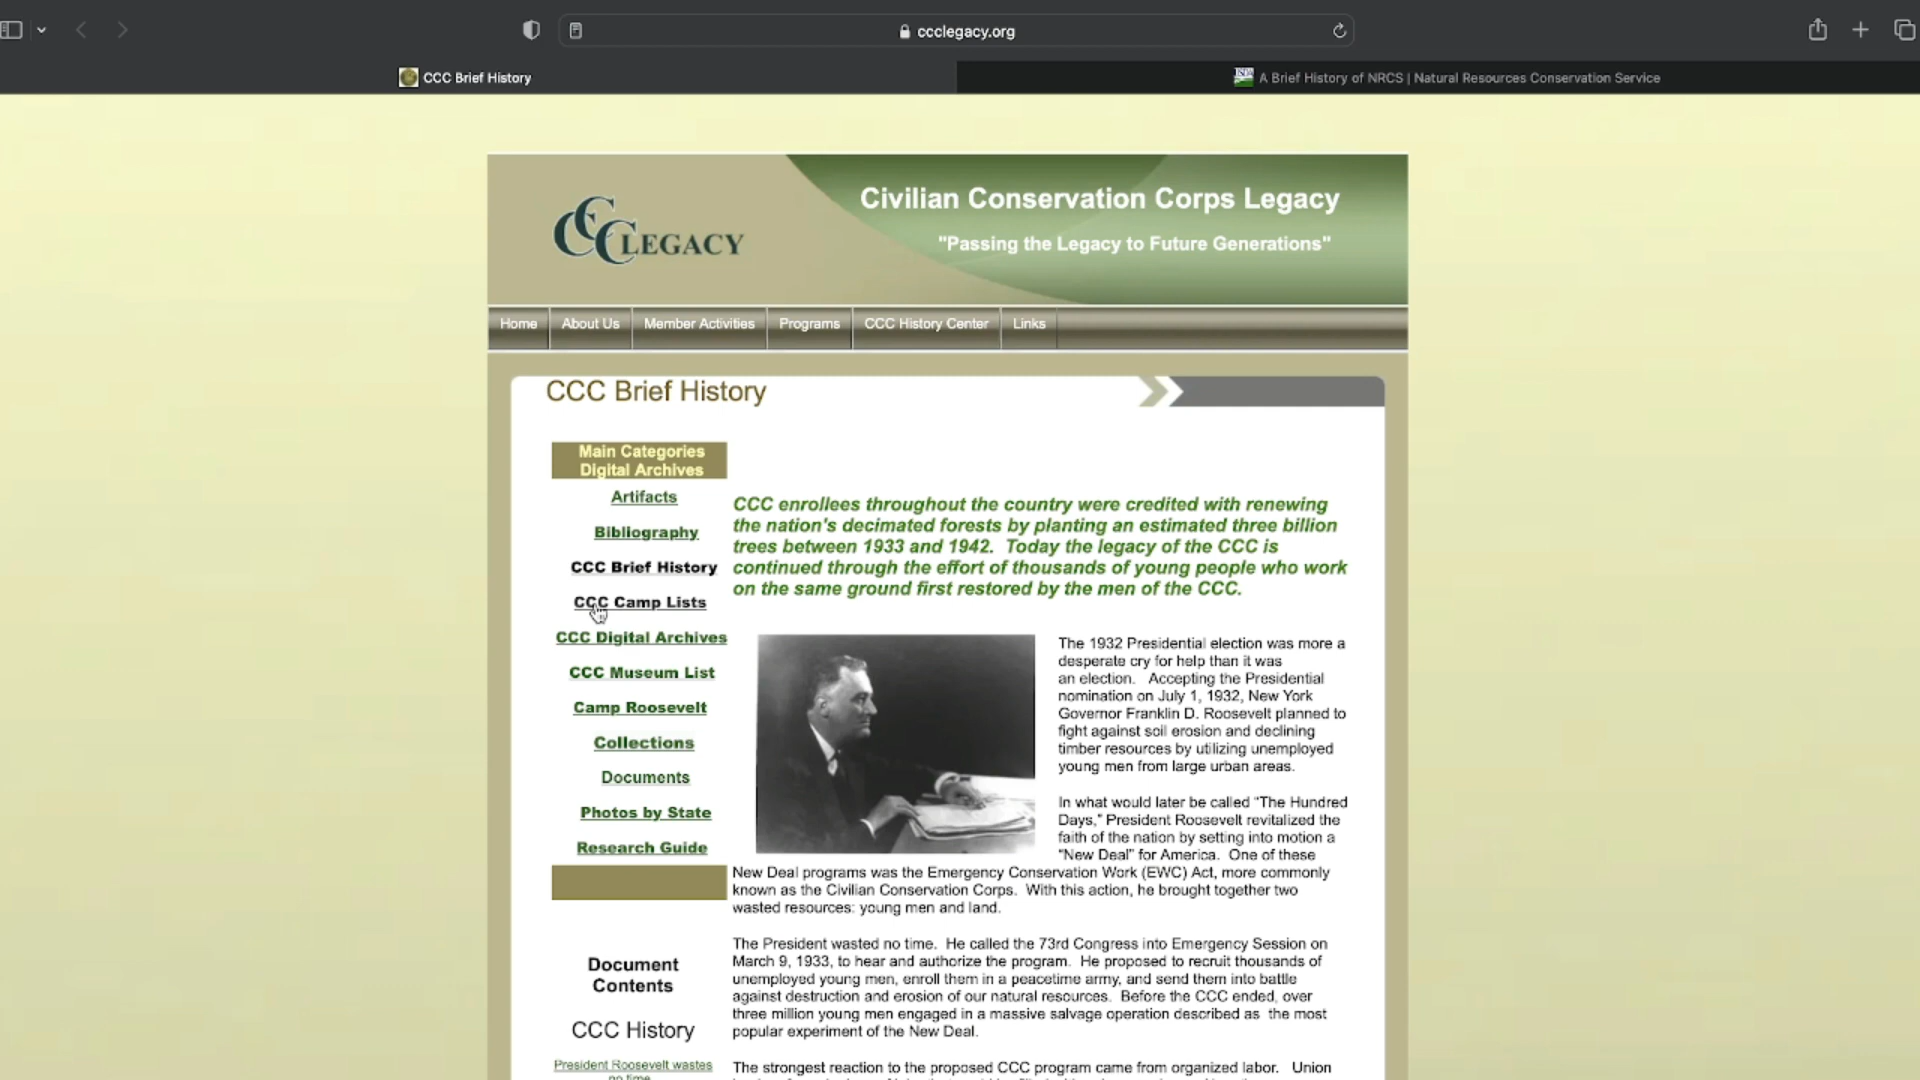 ccclegacy.org
CCC Brief History
A Brief History of NRCS | Natural Resources Conservation Service
CCC LEGACY
Civilian Conservation Corps Legacy
"Passing the Legacy to Future Generations"
Home About Us Member Activities Programs CCC History Center Links
CCC Brief History
Main Categories
Digital Archives
Artifacts
Bibliography
CCC Brief History
CCC Camp Lists
CCC Digital Archives
CCC Museum List
Camp Roosevelt
Collections
Documents
Photos by State
Research Guide
Document
Contents
CCC History
President Roosevelt wastes
no time
CCC enrollees throughout the country were credited with renewing
the nation's decimated forests by planting an estimated three billion
trees between 1933 and 1942. Today the legacy of the CCC is
continued through the effort of thousands of young people who work
on the same ground first restored by the men of the CCC.
The 1932 Presidential election was more a
desperate cry for help than it was
an election. Accepting the Presidential
nomination on July 1, 1932, New York
Governor Franklin D. Roosevelt planned to
fight against soil erosion and declining
timber resources by utilizing unemployed
young men from large urban areas.
In what would later be called "The Hundred
Days," President Roosevelt revitalized the
faith of the nation by setting into motion a
"New Deal" for America. One of these
New Deal programs was the Emergency Conservation Work (EWC) Act, more commonly
known as the Civilian Conservation Corps. With this action, he brought together two
wasted resources: young men and land.
The President wasted no time. He called the 73rd Congress into Emergency Session on
March 9, 1933, to hear and authorize the program. He proposed to recruit thousands of
unemployed young men, enroll them in a peacetime army, and send them into battle
against destruction and erosion of our natural resources. Before the CCC ended, over
three million young men engaged in a massive salvage operation described as the most
popular experiment of the New Deal.
The strongest reaction to the proposed CCC program came from organized labor. Union